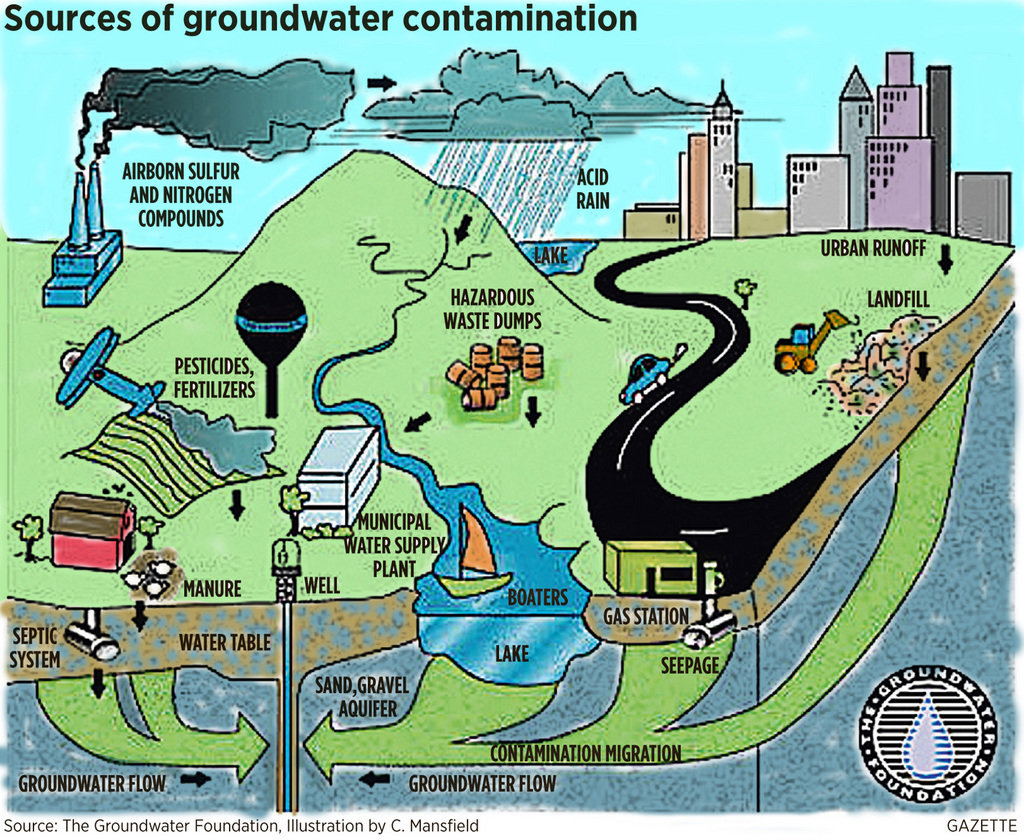 Sources of groundwater contamination
AIRBORN SULFUR
AND NITROGEN
COMPOUNDS
ACID
RAIN
LAKE
URBAN RUNOFF
HAZARDOUS
WASTE DUMPS
LANDFILL
PESTICIDES,
FERTILIZERS
MUNICIPAL
WATER SUPPLY
PLANT
MANURE
WELL
BOATERS
GAS STATION
SEPTIC
SYSTEM
WATER TABLE
LAKE
SEEPAGE
SAND,GRAVEL
AQUIFER
CONTAMINATION MIGRATION
GROUNDWATER FLOW
GROUNDWATER FLOW
THE GROUNDWATER
FOUNDATION
Source: The Groundwater Foundation, Illustration by C. Mansfield
GAZETTE